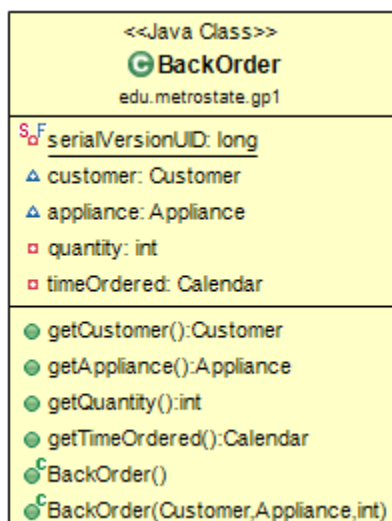 <<Java Class>>
BackOrder
edu.metrostate.gp1
S F serialVersionUID: long
customer: Customer
appliance: Appliance
quantity: int
timeOrdered: Calendar
getCustomer():Customer
getAppliance():Appliance
getQuantity():int
getTimeOrdered():Calendar
C BackOrder()
C BackOrder(Customer,Appliance,int)